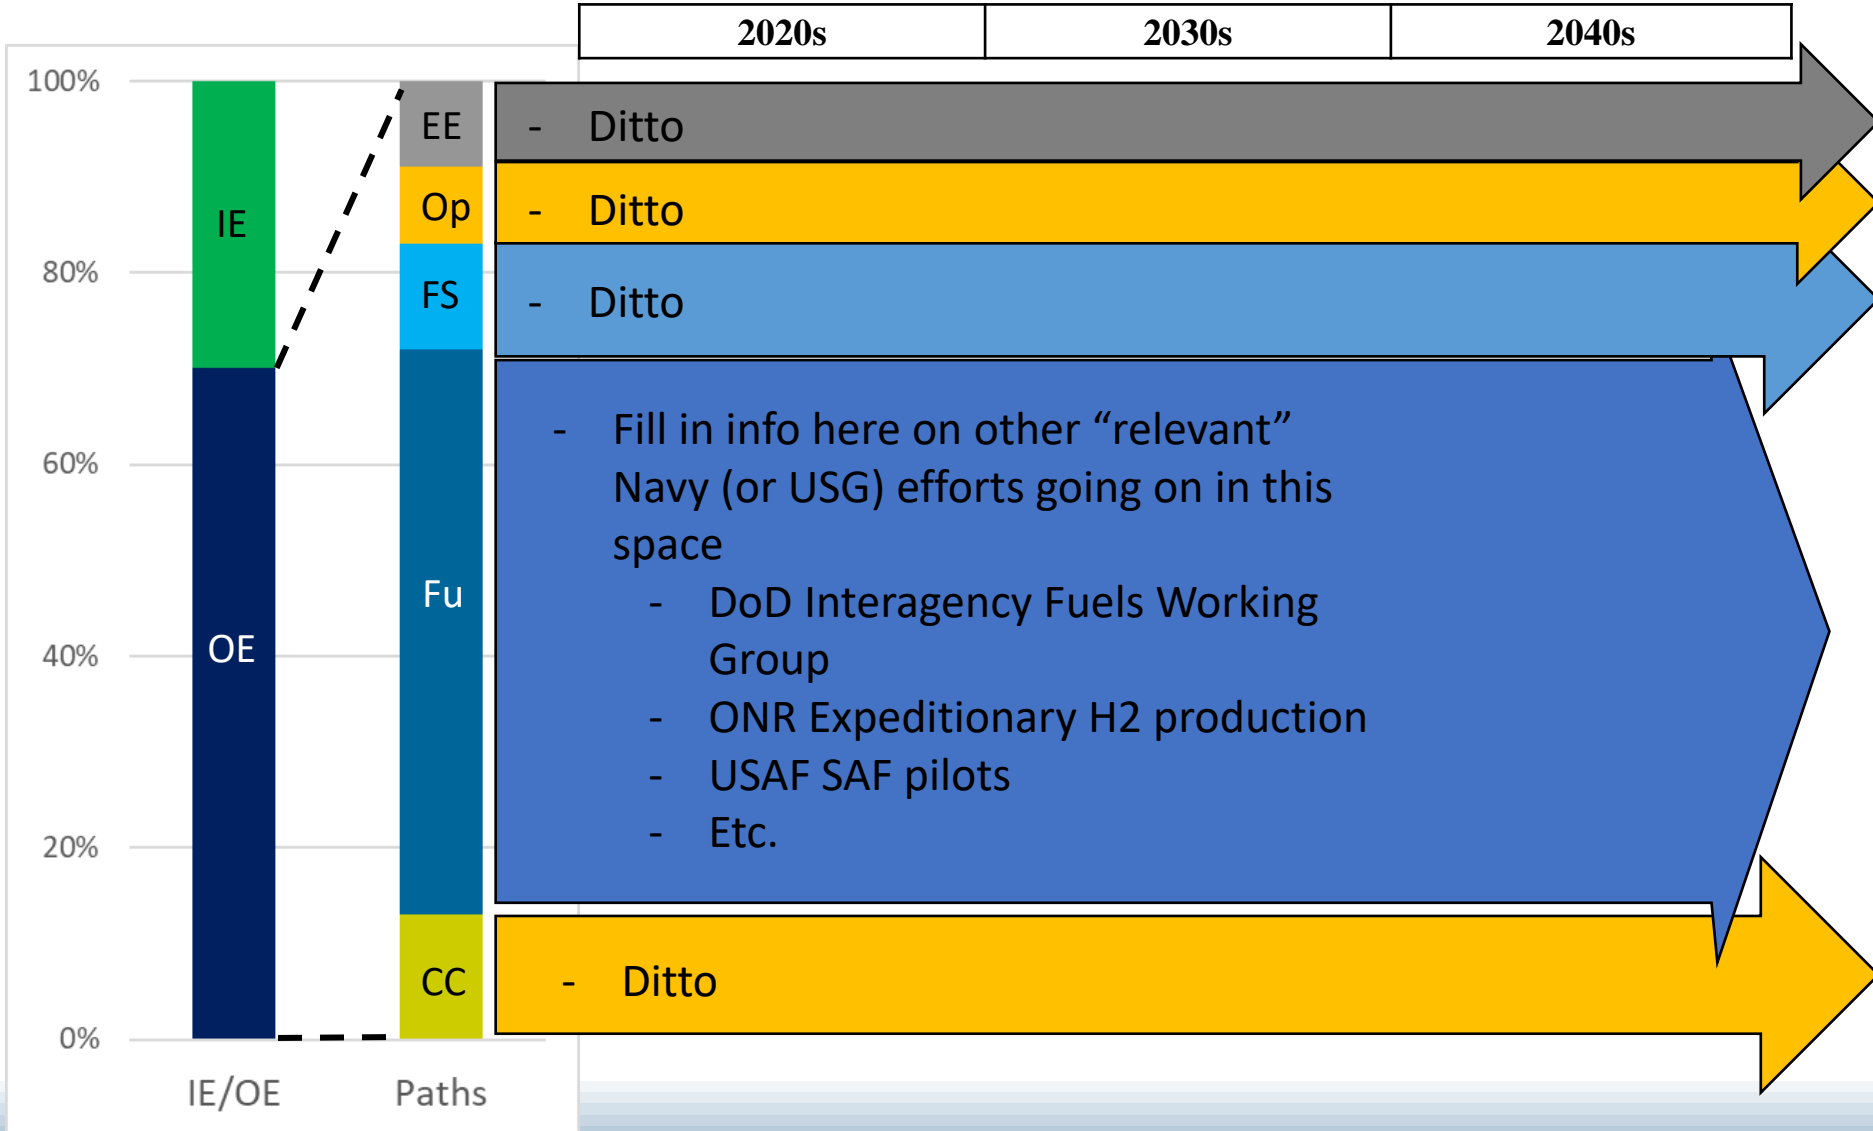 2020s 2030s 2040s
100%
80%
60%
40%
20%
0%
IE
OE
IE/OE
EE
Op
FS
Fu
CC
Paths
- Ditto
- Ditto
- Ditto
- Fill in info here on other “relevant”
Navy (or USG) efforts going on in this
space
- DoD Interagency Fuels Working
Group
- ONR Expeditionary H2 production
- USAF SAF pilots
- Etc.
- Ditto